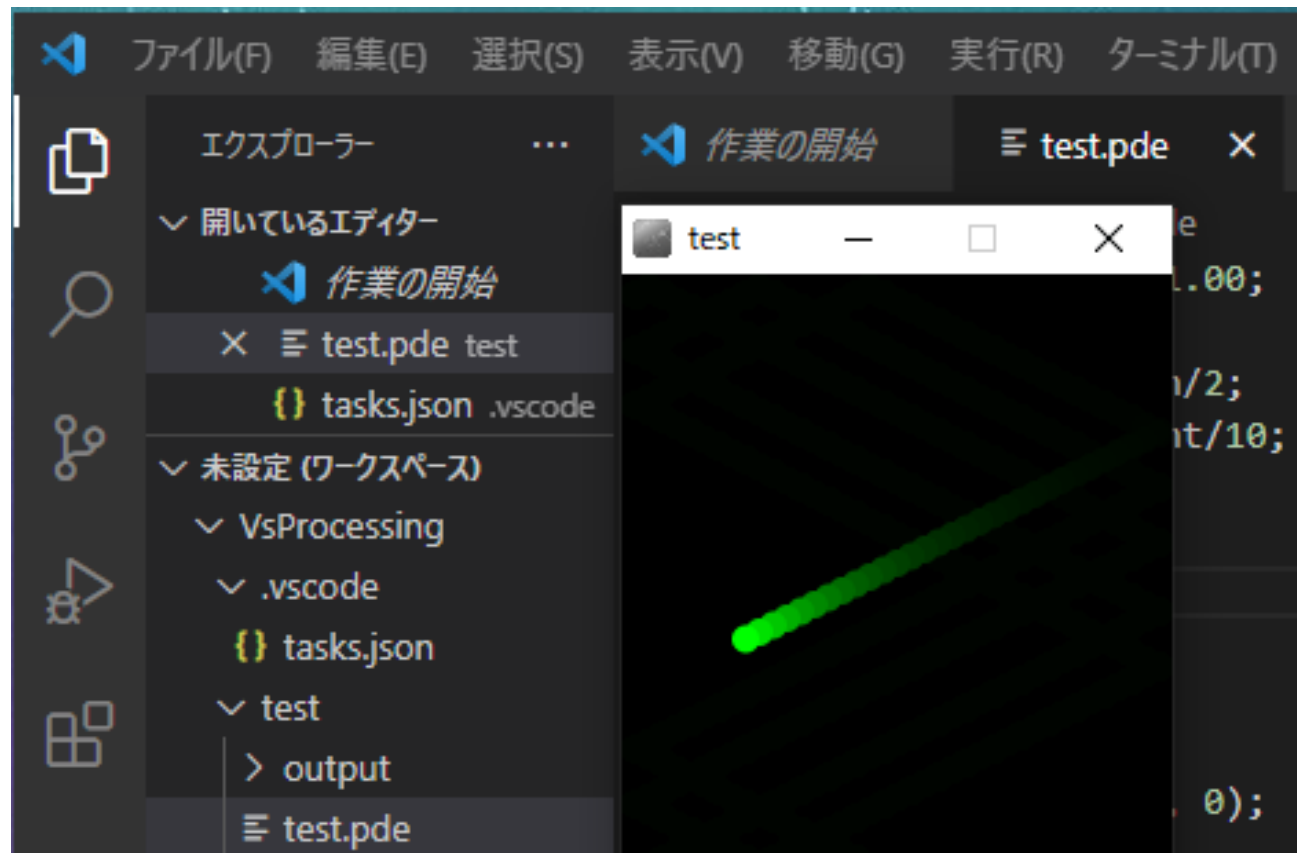 ファイル(F) 編集(E) 選択(S) 表示(V) 移動(G) 実行(R) ターミナル(T)
エクスプローラー ...
作業の開始 test.pde
開いているエディター
作業の開始
test.pde test
{} tasks.json .vscode
未設定 (ワークスペース)
VsProcessing
.vscode
{} tasks.json
test
output
test.pde
test
e
.00;
/2;
nt/10;
0);